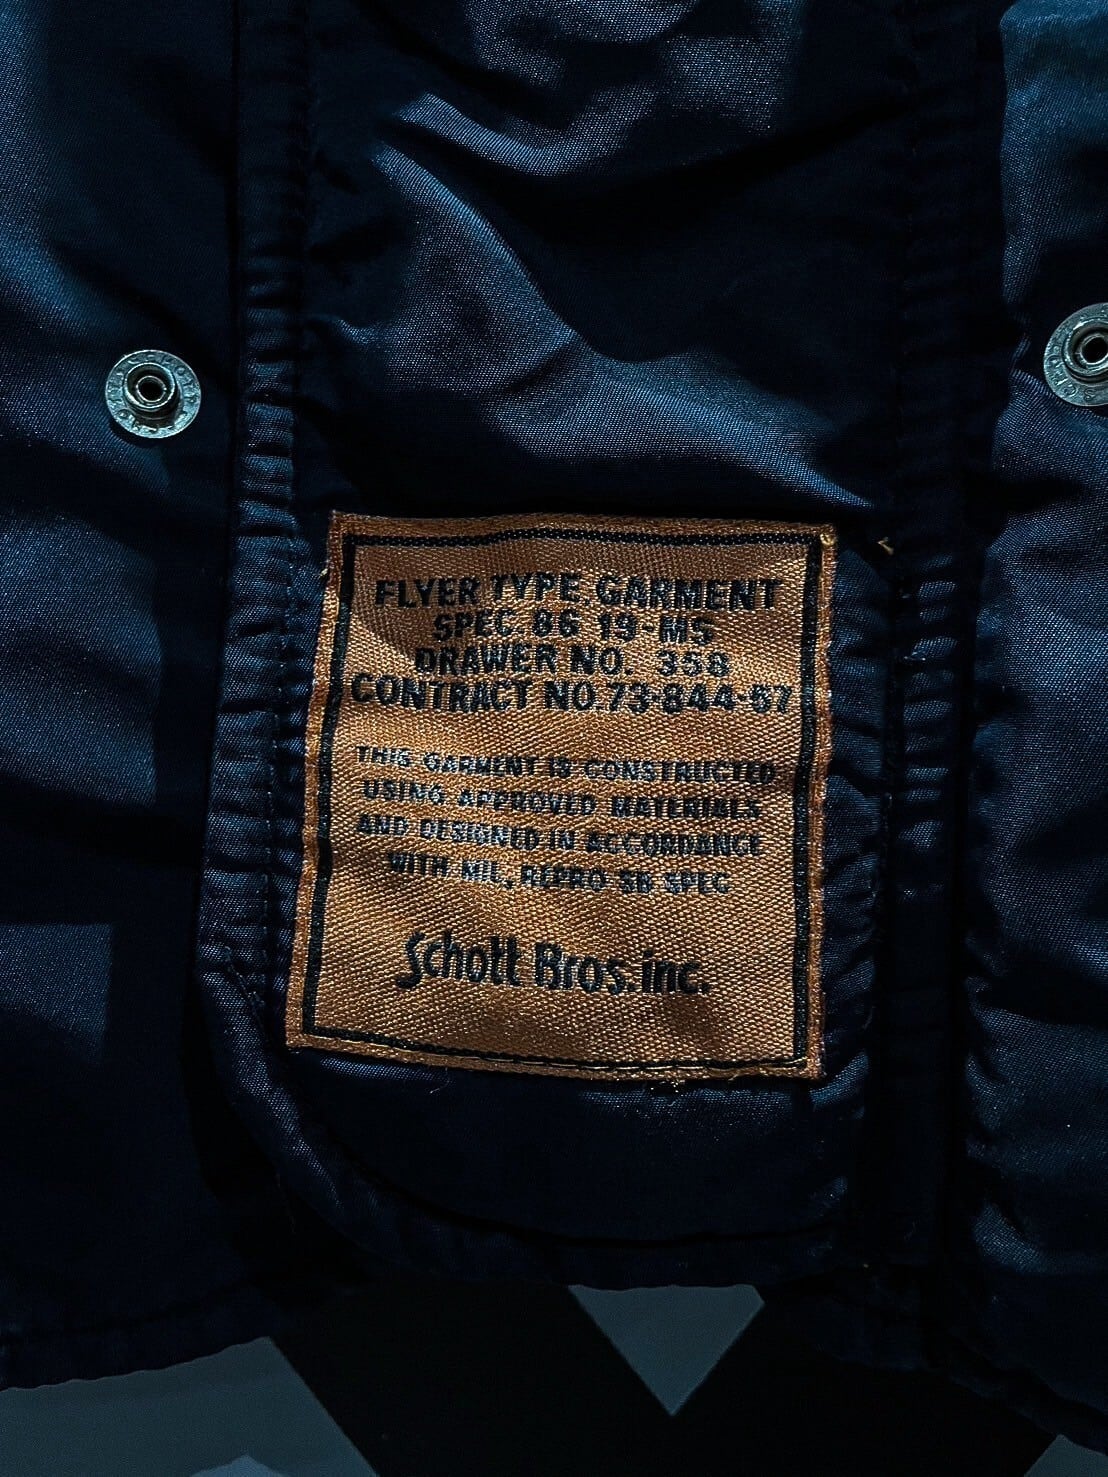 FLYER TYPE GARMENT
SPEC. 86 19-MS
DRAWER NO. 358
CONTRACT NO. 73-844-67
THIS GARMENT IS CONSTRUCTED
USING APPROVED MATERIALS
AND DESIGNED IN ACCORDANCE
WITH MIL. REPRO SB SPEC
Schott Bros. inc.